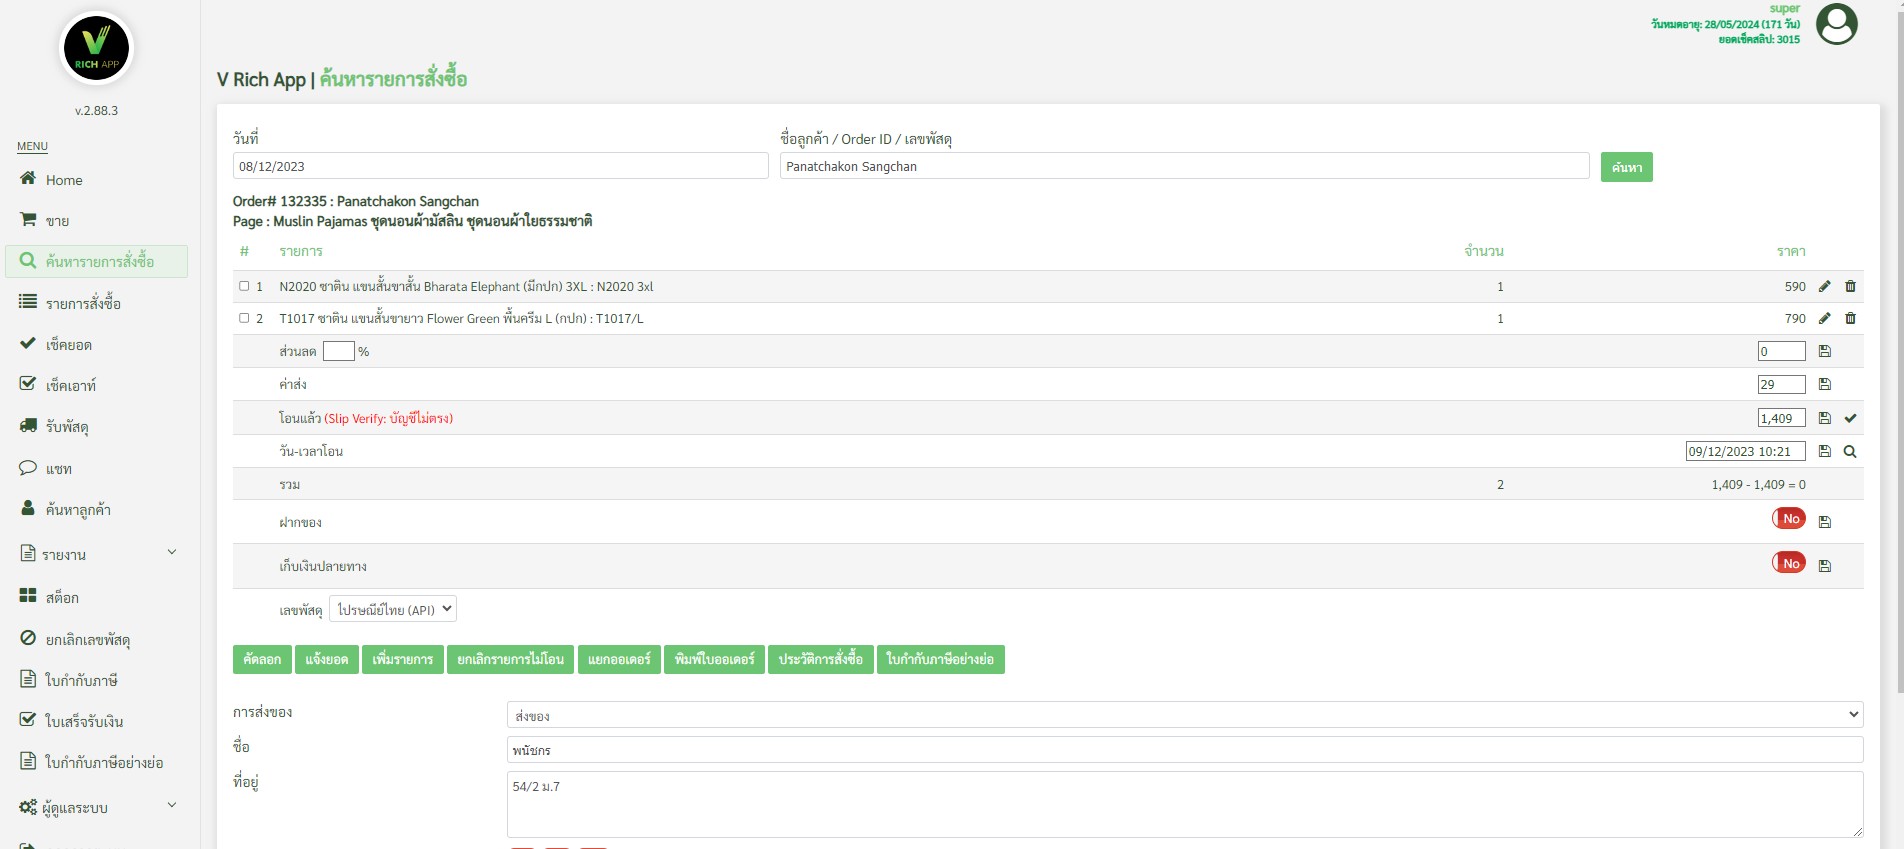 super
วันหมดอายุ: 28/05/2024 (171 วัน)
ยอดเช็คสลิป: 3015
V
RICH APP
v.2.88.3
MENU
Home
ขาย
ค้นหารายการสั่งซื้อ
รายการสั่งซื้อ
เช็คยอด
เช็คเอาท์
รับพัสดุ
แชท
ค้นหาลูกค้า
รายงาน
สต็อก
ยกเลิกเลขพัสดุ
ใบกำกับภาษี
ใบเสร็จรับเงิน
ใบกำกับภาษีอย่างย่อ
ผู้ดูแลระบบ
V Rich App | ค้นหารายการสั่งซื้อ
วันที่ ชื่อลูกค้า / Order ID / เลขพัสดุ
08/12/2023 Panatchakon Sangchan ค้นหา
Order# 132335 : Panatchakon Sangchan
Page : Muslin Pajamas ชุดนอนผ้ามัสลิน ชุดนอนผ้าใยธรรมชาติ
# รายการ จำนวน ราคา
1 N2020 ซาติน แขนสั้นขาสั้น Bharata Elephant (มีกปก) 3XL : N2020 3xl 1 590
2 T1017 ซาติน แขนสั้นขายาว Flower Green พื้นครีม L (กปก) : T1017/L 1 790
ส่วนลด % 0
ค่าส่ง 29
โอนแล้ว (Slip Verify: บัญชีไม่ตรง) 1,409
วัน-เวลาโอน 09/12/2023 10:21
รวม 2 1,409 - 1,409 = 0
ฝากของ No
เก็บเงินปลายทาง No
เลขพัสดุ ไปรษณีย์ไทย (API)
คัดลอก แจ้งยอด เพิ่มรายการ ยกเลิกรายการไม่โอน แยกออเดอร์ พิมพ์ใบออเดอร์ ประวัติการสั่งซื้อ ใบกำกับภาษีอย่างย่อ
การส่งของ ส่งของ
ชื่อ พนัชกร
ที่อยู่ 54/2 ม.7